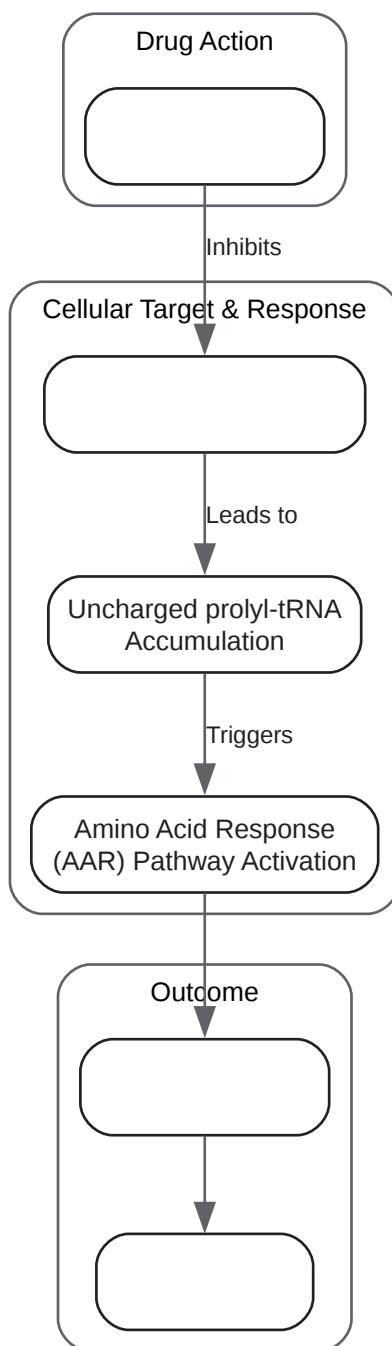 Drug Action
Inhibits
Cellular Target & Response
Leads to
Uncharged prolyl-tRNA
Accumulation
Triggers
Amino Acid Response
(AAR) Pathway Activation
Outcome